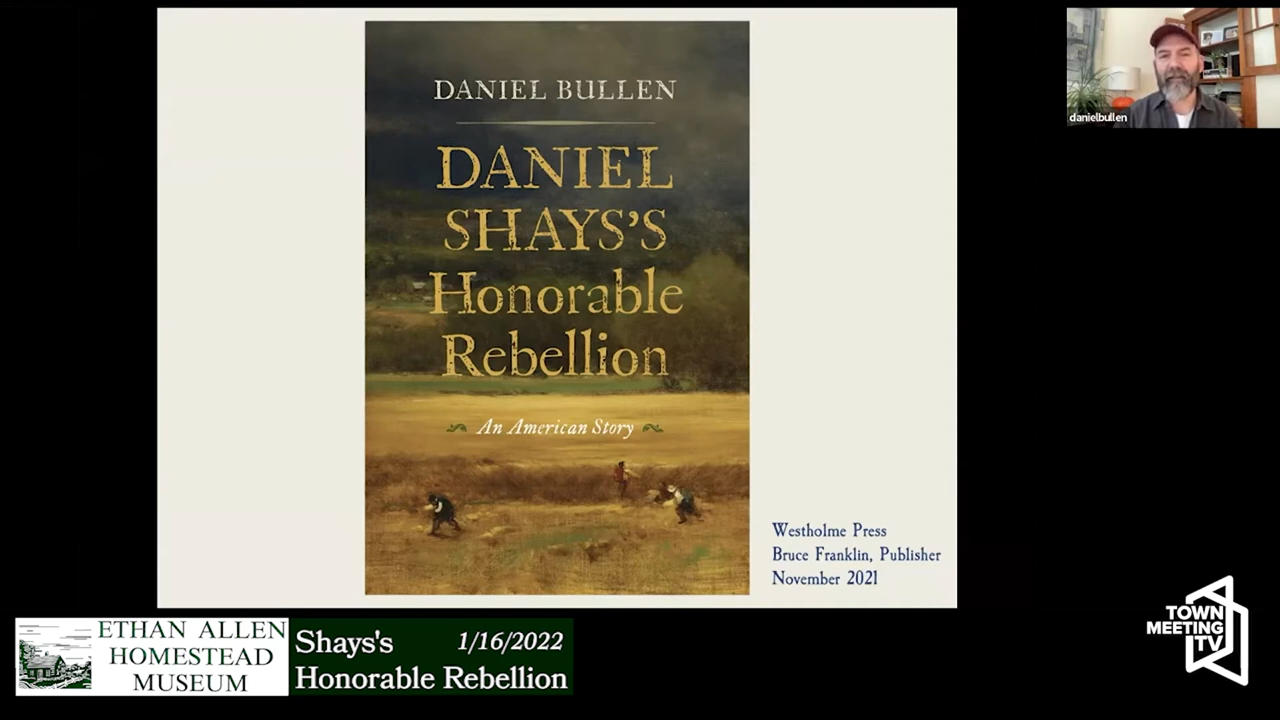 DANIEL BULLEN
DANIEL
SHAYS'S
Honorable
Rebellion
An American Story
Westholme Press
Bruce Franklin, Publisher
November 2021
danielbullen
ETHAN ALLEN
HOMESTEAD
MUSEUM
Shays's 1/16/2022
Honorable Rebellion
TOWN
MEETING
TV